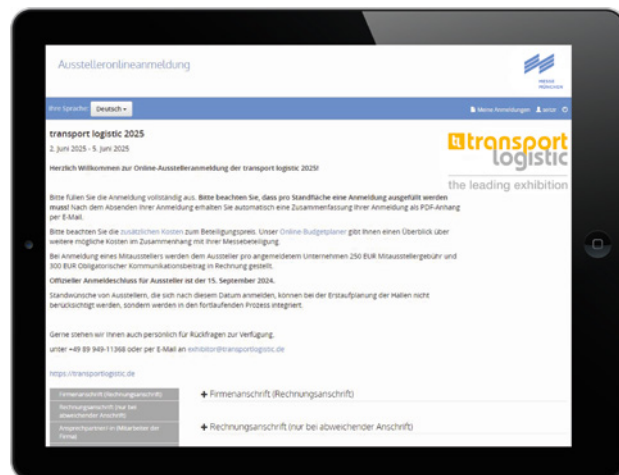 Ausstelleronlineanmeldung
MESSE
MÜNCHEN
Ihre Sprache: Deutsch
Meine Anmeldungen
transport logistic 2025
2. Juni 2025 - 5. Juni 2025
transport
logistic
the leading exhibition
Herzlich Willkommen zur Online-Ausstelleranmeldung der transport logistic 2025!
Bitte füllen Sie die Anmeldung vollständig aus. Bitte beachten Sie, dass pro Standfläche eine Anmeldung ausgefüllt werden
muss! Nach dem Absenden Ihrer Anmeldung erhalten Sie automatisch eine Zusammenfassung Ihrer Anmeldung als PDF-Anhang
per E-Mail.
Bitte beachten Sie die zusätzlichen Kosten zum Beteiligungspreis. Unser Online-Budgetplaner gibt Ihnen einen Überblick über
weitere mögliche Kosten im Zusammenhang mit Ihrer Messebeteiligung.
Bei Anmeldung eines Mitausstellers werden dem Aussteller pro angemeldetem Unternehmen 250 EUR Mitausstellergebühr und
300 EUR Obligatorischer Kommunikationsbeitrag in Rechnung gestellt.
Offizieller Anmeldeschluss für Aussteller ist der 15. September 2024.
Standwünsche von Ausstellern, die sich nach diesem Datum anmelden, können bei der Erstaufplanung der Hallen nicht
berücksichtigt werden, sondern werden in den fortlaufenden Prozess integriert.
Gerne stehen wir Ihnen auch persönlich für Rückfragen zur Verfügung.
unter +49 89 949-11368 oder per E-Mail an exhibitor@transportlogistic.de
https://transportlogistic.de
Firmenanschrift (Rechnungsanschrift)
Rechnungsanschrift (nur bei
abweichender Anschrift)
Ansprechpartner/-in (Mitarbeiter der
Firma)
+ Firmenanschrift (Rechnungsanschrift)
+ Rechnungsanschrift (nur bei abweichender Anschrift)